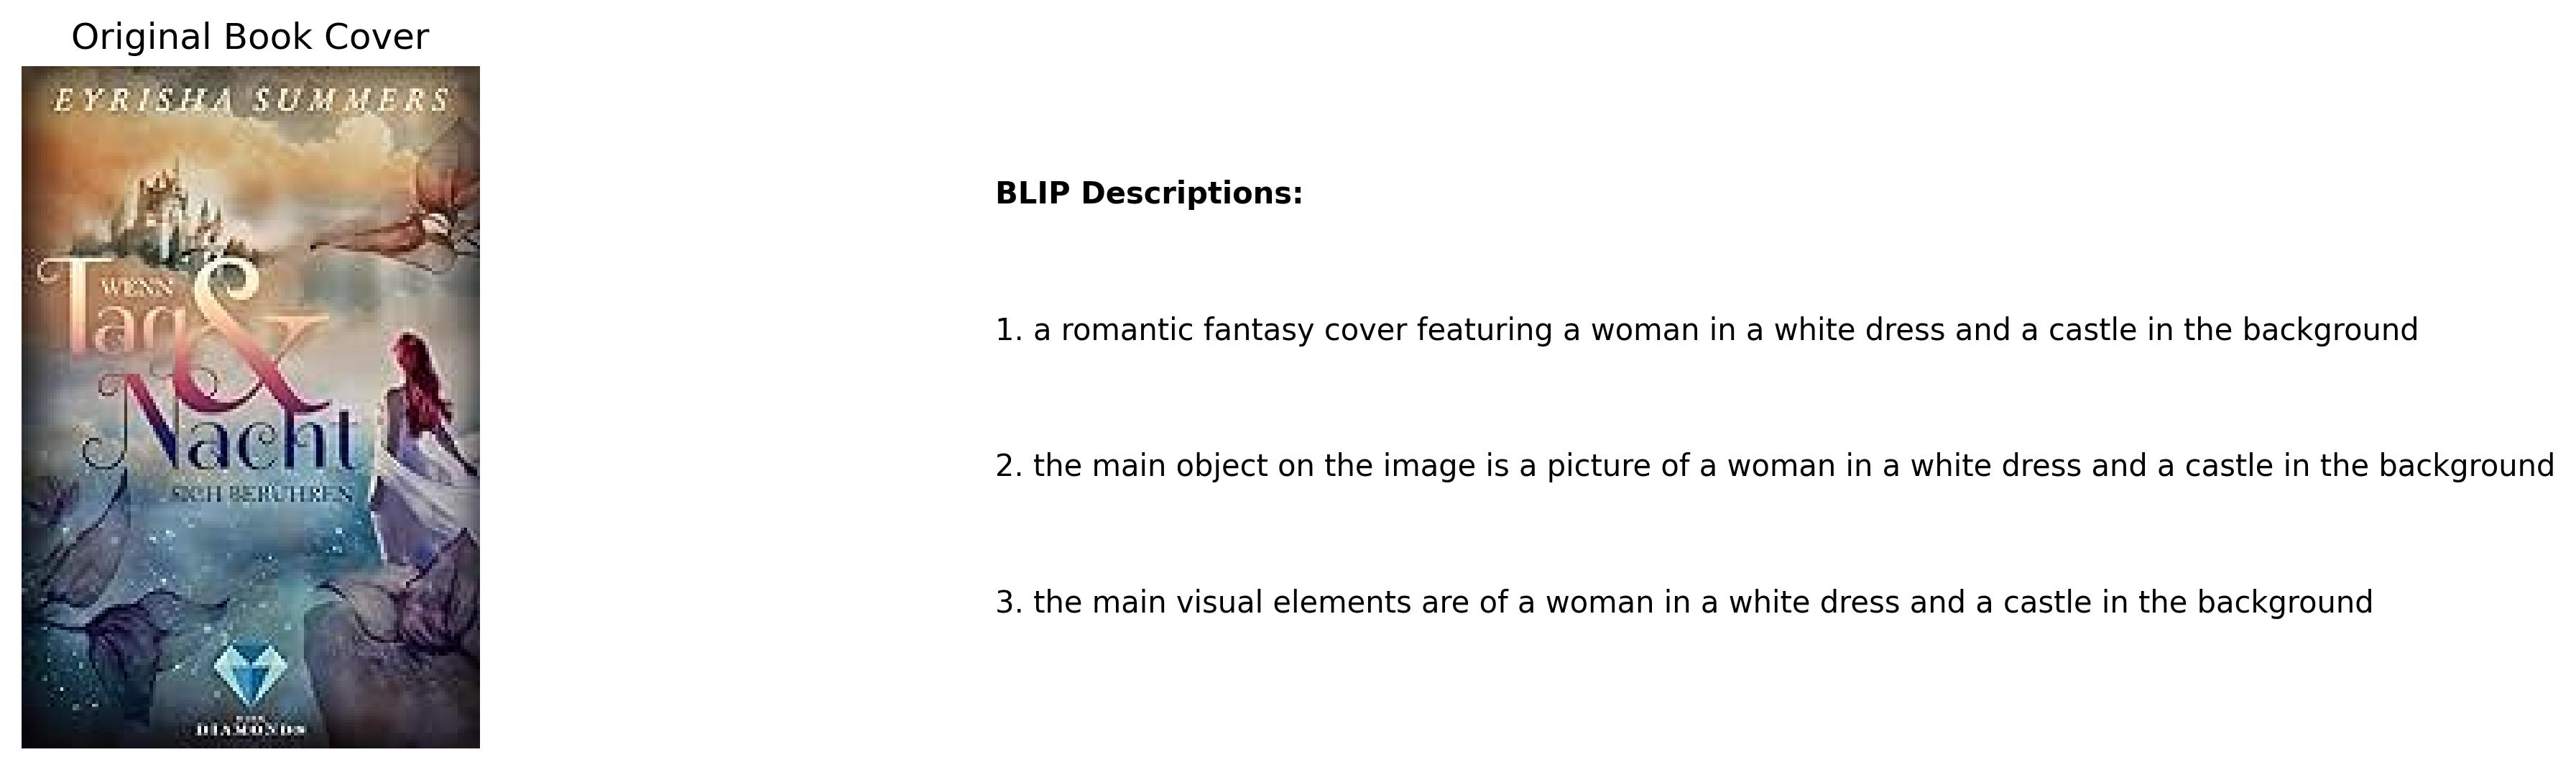 Original Book Cover
EYRISHA SUMMERS
WENN
Tag &
Nacht
SICH BERÜHREN
DIAMONDS
BLIP Descriptions:
1. a romantic fantasy cover featuring a woman in a white dress and a castle in the background
2. the main object on the image is a picture of a woman in a white dress and a castle in the background
3. the main visual elements are of a woman in a white dress and a castle in the background